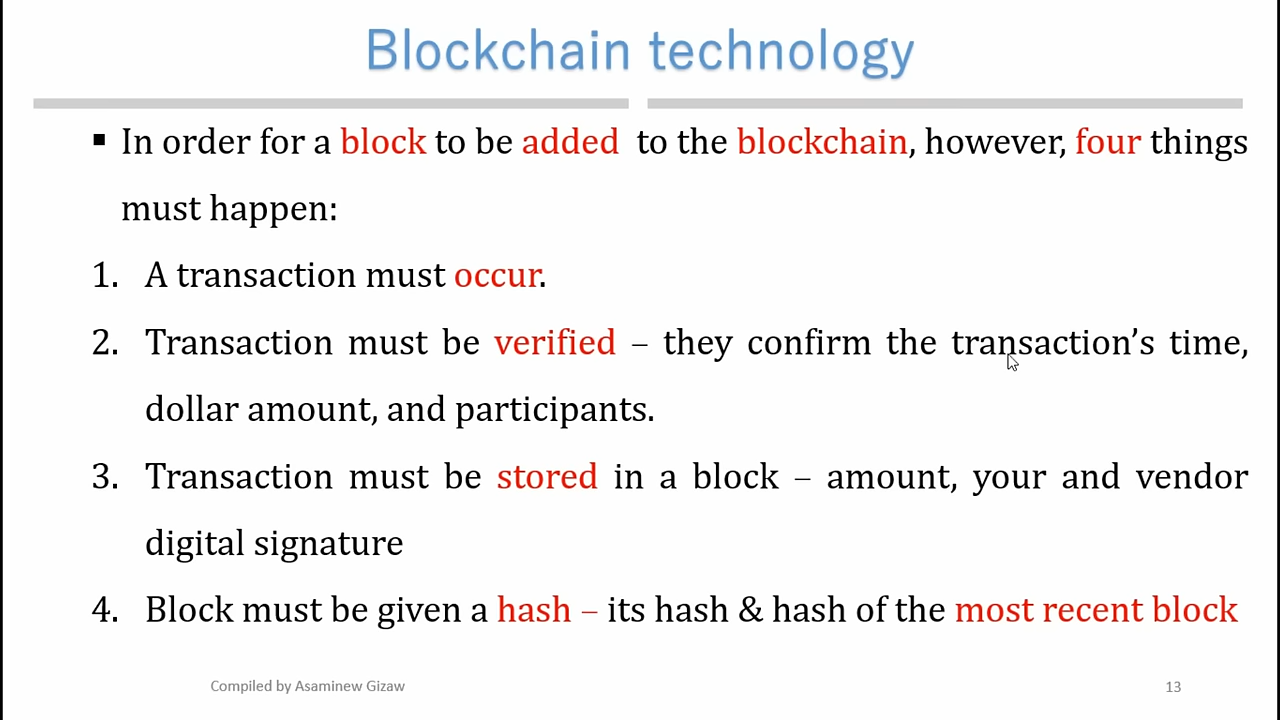 Blockchain technology
▪ In order for a block to be added to the blockchain, however, four things
must happen:
1. A transaction must occur.
2. Transaction must be verified – they confirm the transaction’s time,
dollar amount, and participants.
3. Transaction must be stored in a block – amount, your and vendor
digital signature
4. Block must be given a hash – its hash & hash of the most recent block
Compiled by Asaminew Gizaw
13